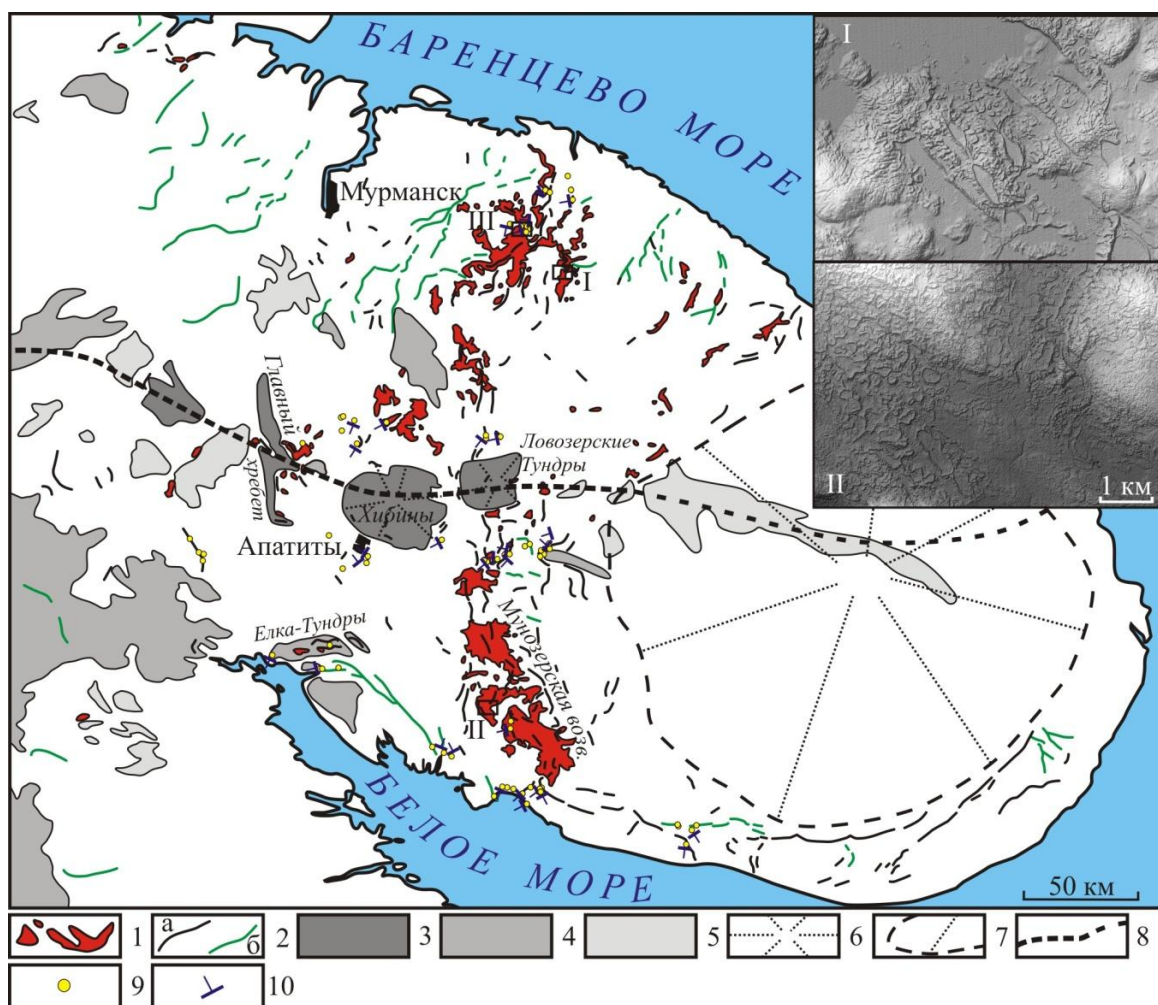 БАРЕНЦЕВО МОРЕ
I
Мурманск
III
I
Главный
хребет
Ловозерские
Тундры
II
1 км
Хибины
Апатиты
Елка-Тундры
Мунозерская возв
II
БЕЛОЕ МОРЕ
50 км
1
а
б
2
3
4
5
6
7
8
9
10